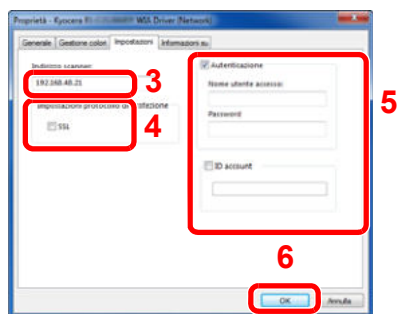 Proprietà - Kyocera WIA Driver (Network)
Generale Gestione colori Impostazioni Informazioni su
Indirizzo scanner:
192.168.48.21
3
Impostazioni protocollo di protezione
SSL
4
Autenticazione
Nome utente accesso:
Password
ID account
5
6
OK Annulla